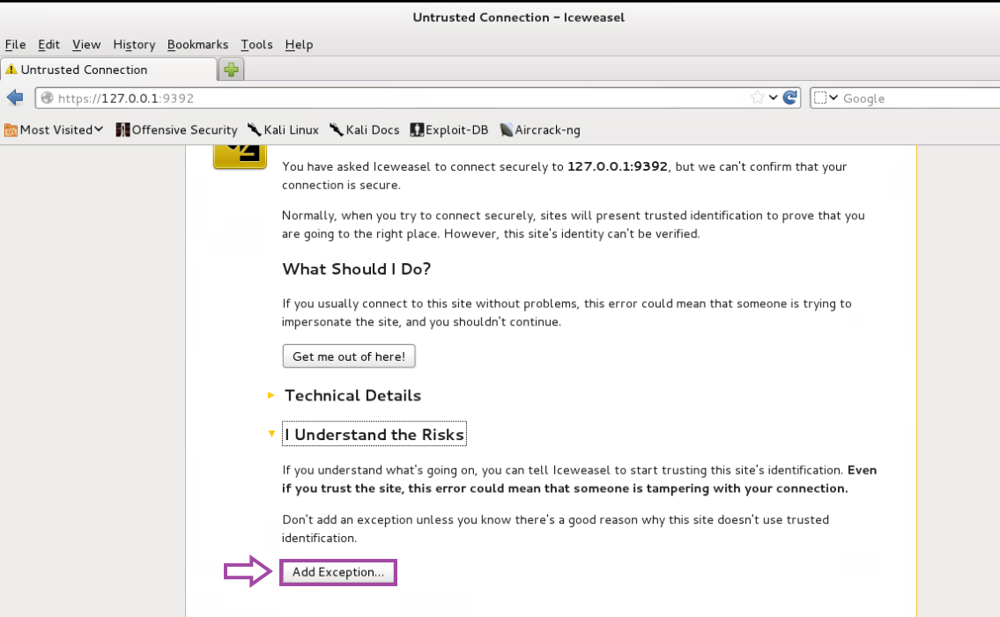 Untrusted Connection - Iceweasel
File Edit View History Bookmarks Tools Help
Untrusted Connection
https://127.0.0.1:9392 Google
Most Visited Offensive Security Kali Linux Kali Docs Exploit-DB Aircrack-ng
You have asked Iceweasel to connect securely to 127.0.0.1:9392, but we can't confirm that your
connection is secure.
Normally, when you try to connect securely, sites will present trusted identification to prove that you
are going to the right place. However, this site's identity can't be verified.
What Should I Do?
If you usually connect to this site without problems, this error could mean that someone is trying to
impersonate the site, and you shouldn't continue.
Get me out of here!
Technical Details
I Understand the Risks
If you understand what's going on, you can tell Iceweasel to start trusting this site's identification. Even
if you trust the site, this error could mean that someone is tampering with your connection.
Don't add an exception unless you know there's a good reason why this site doesn't use trusted
identification.
Add Exception...